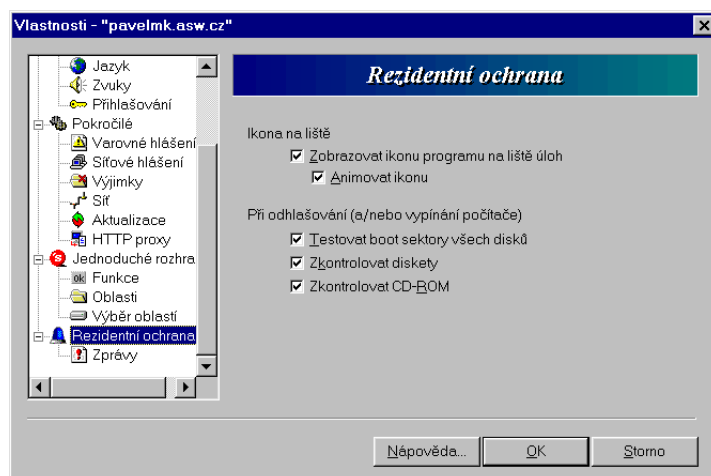 Vlastnosti - "pavelmk.asw.cz"
Jazyk
Zvuky
Přihlašování
Pokročilé
Varovné hlášení
Síťové hlášení
Výjimky
Síť
Aktualizace
HTTP proxy
Jednoduché rozhra
ok Funkce
Oblasti
Výběr oblastí
Rezidentní ochrana
Zprávy
Rezidentní ochrana
Ikona na liště
Zobrazovat ikonu programu na liště úloh
Animovat ikonu
Při odhlašování (a/nebo vypínání počítače)
Testovat boot sektory všech disků
Zkontrolovat diskety
Zkontrolovat CD-ROM
Nápověda...
OK
Storno